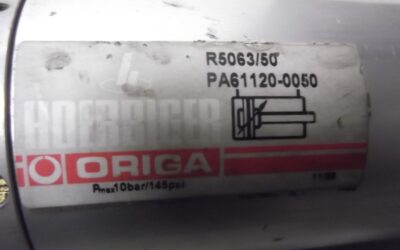 R5063/50
PA61120-0050
HOERBIGER
ORIGA
Pmax10bar/145psi